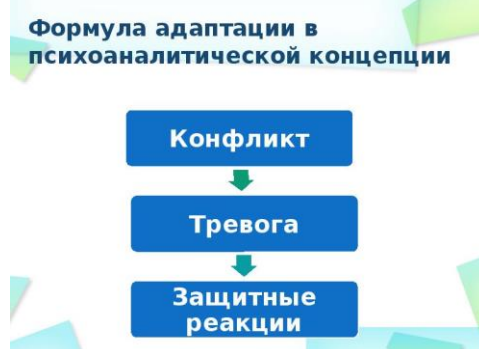 Формула адаптации в
психоаналитической концепции
Конфликт
Тревога
Защитные
реакции